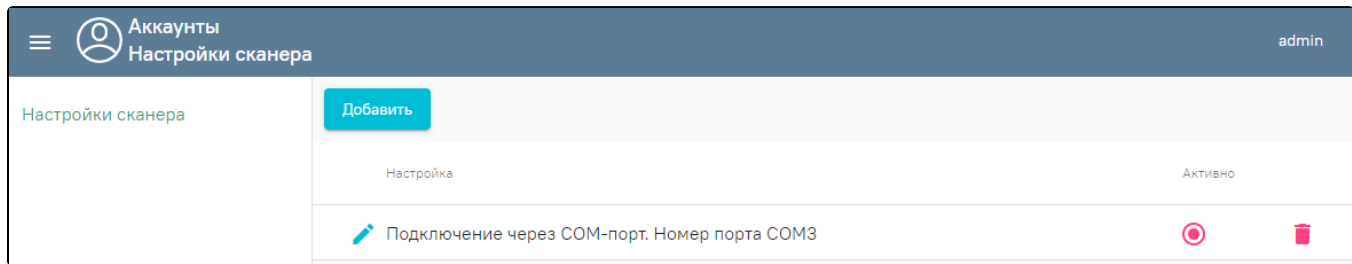 Аккаунты
Настройки сканера
admin
Настройки сканера
Добавить
Настройка Активно
Подключение через COM-порт. Номер порта COM3